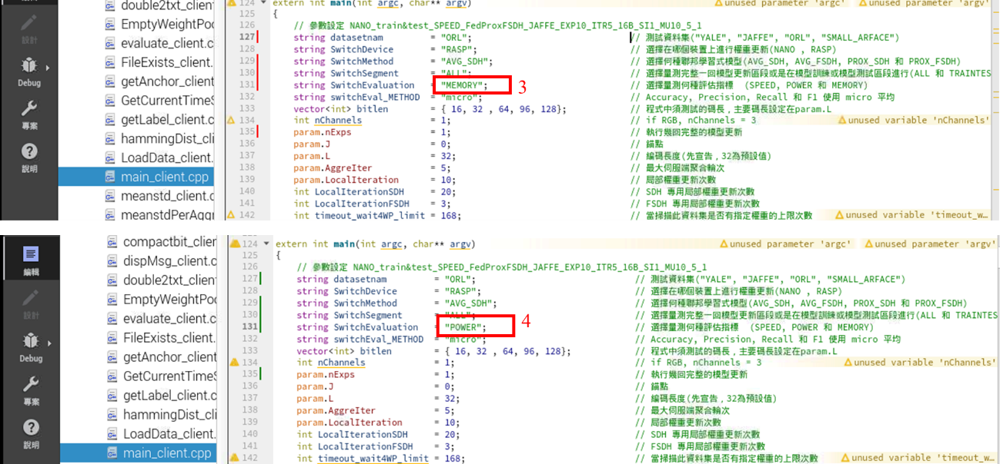 double2txt_client
EmptyWeightPoo
evaluate_client.c
FileExists_client.
getAnchor_client
GetCurrentTimeS
getLabel_client.c
hammingDist_cli
LoadData_client.
main_client.cpp
meanstd_client.c
meanstdPerAggr
設計
Debug
專案
說明
124 extern int main(int argc, char** argv) unused parameter 'argc' unused parameter 'argv'
125 {
126 // 參數設定 NANO_train&test_SPEED_FedProxFSDH_JAFFE_EXP10_ITR5_16B_SI1_MU10_5_1
127 string datasetnam = "ORL"; // 測試資料集("YALE", "JAFFE", "ORL", "SMALL_ARFACE")
128 string SwitchDevice = "RASP"; // 選擇在哪個裝置上進行權重更新(NANO , RASP)
129 string SwitchMethod = "AVG_SDH"; // 選擇何種聯邦學習式模型(AVG_SDH, AVG_FSDH, PROX_SDH 和 PROX_FSDH)
130 string SwitchSegment = "ALL"; // 選擇量測完整一回模型更新區段或是在模型訓練或模型測試區段進行(ALL 和 TRAINTES
131 string SwitchEvaluation = "MEMORY"; 3 // 選擇量測何種評估指標 (SPEED, POWER 和 MEMORY)
132 string switchEval_METHOD = "micro"; // Accuracy, Precision, Recall 和 F1 使用 micro 平均
133 vector<int> bitlen = { 16, 32 , 64, 96, 128}; // 程式中須測試的碼長，主要碼長設定在param.L
134 int nChannels = 1; // if RGB, nChannels = 3 unused variable 'nChannels'
135 param.nExps = 1; // 執行幾回完整的模型更新
136 param.J = 0; // 錨點
137 param.L = 32; // 編碼長度(先宣告，32為預設值)
138 param.AggreIter = 5; // 最大伺服端聚合輪次
139 param.LocalIteration = 10; // 局部權重更新次數
140 int LocalIterationSDH = 20; // SDH 專用局部權重更新次數
141 int LocalIterationFSDH = 3; // FSDH 專用局部權重更新次數
142 int timeout_wait4WP_limit = 168; // 當掃描此資料集是否有指定權重的上限次數 unused variable 'timeout_w…
編輯
設計
Debug
專案
說明
compactbit_clier
dispMsg_client.c
double2txt_client
EmptyWeightPoo
evaluate_client.c
FileExists_client.
getAnchor_client
GetCurrentTimeS
getLabel_client.c
hammingDist_cli
LoadData_client.
main_client.cpp
124 extern int main(int argc, char** argv) unused parameter 'argc' unused parameter 'argv'
125 {
126 // 參數設定 NANO_train&test_SPEED_FedProxFSDH_JAFFE_EXP10_ITR5_16B_SI1_MU10_5_1
127 string datasetnam = "ORL"; // 測試資料集("YALE", "JAFFE", "ORL", "SMALL_ARFACE")
128 string SwitchDevice = "RASP"; // 選擇在哪個裝置上進行權重更新(NANO , RASP)
129 string SwitchMethod = "AVG_SDH"; // 選擇何種聯邦學習式模型(AVG_SDH, AVG_FSDH, PROX_SDH 和 PROX_FSDH)
130 string SwitchSegment = "ALL"; // 選擇量測完整一回模型更新區段或是在模型訓練或模型測試區段進行(ALL 和 TRAINTES
131 string SwitchEvaluation = "POWER"; 4 // 選擇量測何種評估指標 (SPEED, POWER 和 MEMORY)
132 string switchEval_METHOD = "micro"; // Accuracy, Precision, Recall 和 F1 使用 micro 平均
133 vector<int> bitlen = { 16, 32 , 64, 96, 128}; // 程式中須測試的碼長，主要碼長設定在param.L
134 int nChannels = 1; // if RGB, nChannels = 3 unused variable 'nChannels'
135 param.nExps = 1; // 執行幾回完整的模型更新
136 param.J = 0; // 錨點
137 param.L = 32; // 編碼長度(先宣告，32為預設值)
138 param.AggreIter = 5; // 最大伺服端聚合輪次
139 param.LocalIteration = 10; // 局部權重更新次數
140 int LocalIterationSDH = 20; // SDH 專用局部權重更新次數
141 int LocalIterationFSDH = 3; // FSDH 專用局部權重更新次數
142 int timeout_wait4WP_limit = 168; // 當掃描此資料集是否有指定權重的上限次數 unused variable 'timeout_w…